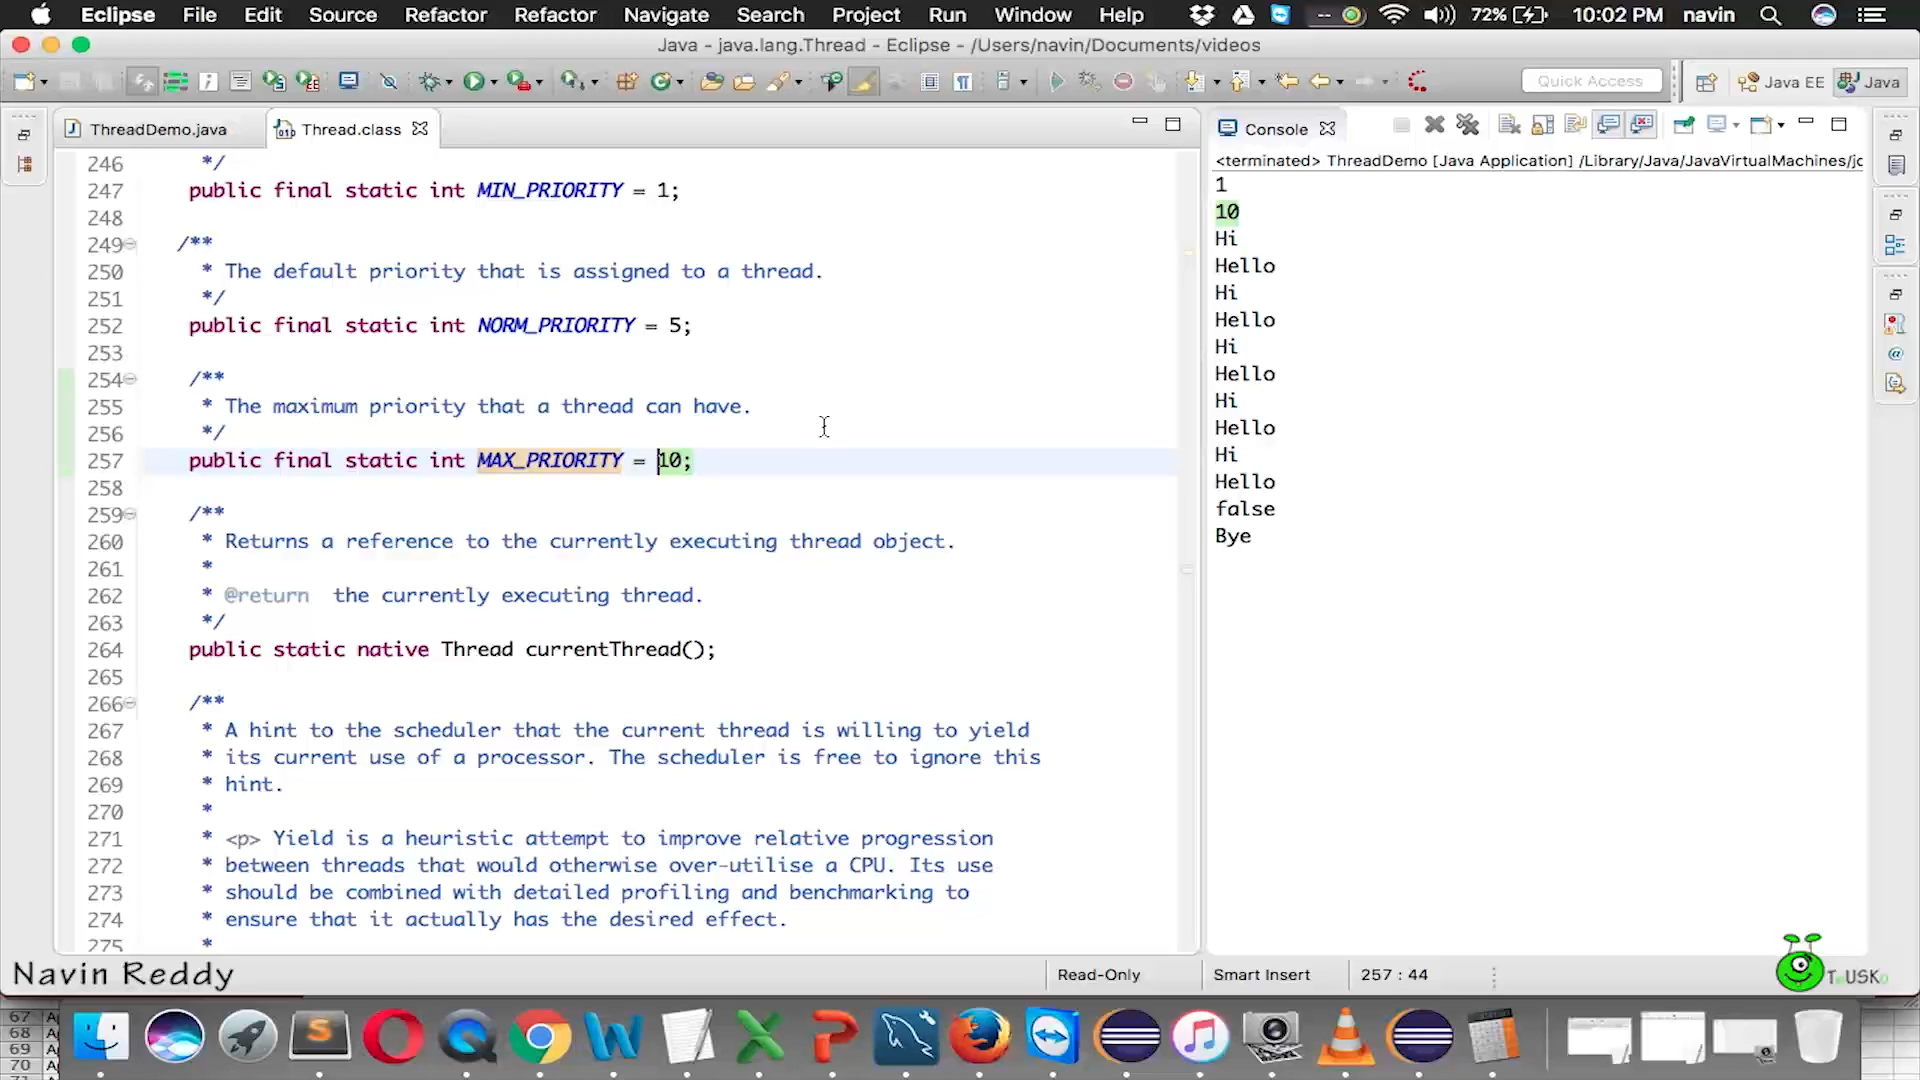 Eclipse File Edit Source Refactor Refactor Navigate Search Project Run Window Help -- 72% 10:02 PM navin
Java - java.lang.Thread - Eclipse - /Users/navin/Documents/videos
Quick Access Java EE Java
ThreadDemo.java Thread.class
246 */
247 public final static int MIN_PRIORITY = 1;
248
249 /**
250 * The default priority that is assigned to a thread.
251 */
252 public final static int NORM_PRIORITY = 5;
253
254 /**
255 * The maximum priority that a thread can have.
256 */
257 public final static int MAX_PRIORITY = 10;
258
259 /**
260 * Returns a reference to the currently executing thread object.
261 *
262 * @return the currently executing thread.
263 */
264 public static native Thread currentThread();
265
266 /**
267 * A hint to the scheduler that the current thread is willing to yield
268 * its current use of a processor. The scheduler is free to ignore this
269 * hint.
270 *
271 * <p> Yield is a heuristic attempt to improve relative progression
272 * between threads that would otherwise over-utilise a CPU. Its use
273 * should be combined with detailed profiling and benchmarking to
274 * ensure that it actually has the desired effect.
275 *
Console
<terminated> ThreadDemo [Java Application] /Library/Java/JavaVirtualMachines/jc
1
10
Hi
Hello
Hi
Hello
Hi
Hello
Hi
Hello
Hi
Hello
false
Bye
Navin Reddy
Read-Only Smart Insert 257 : 44
67
68
69
70